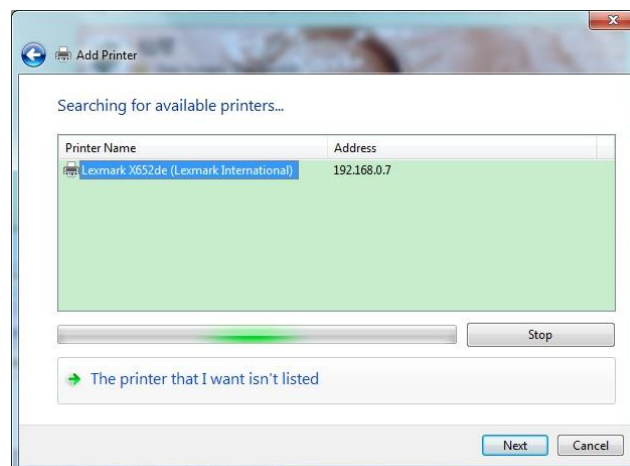 Add Printer
Searching for available printers...
Printer Name Address
Lexmark X652de (Lexmark International) 192.168.0.7
Stop
The printer that I want isn't listed
Next Cancel